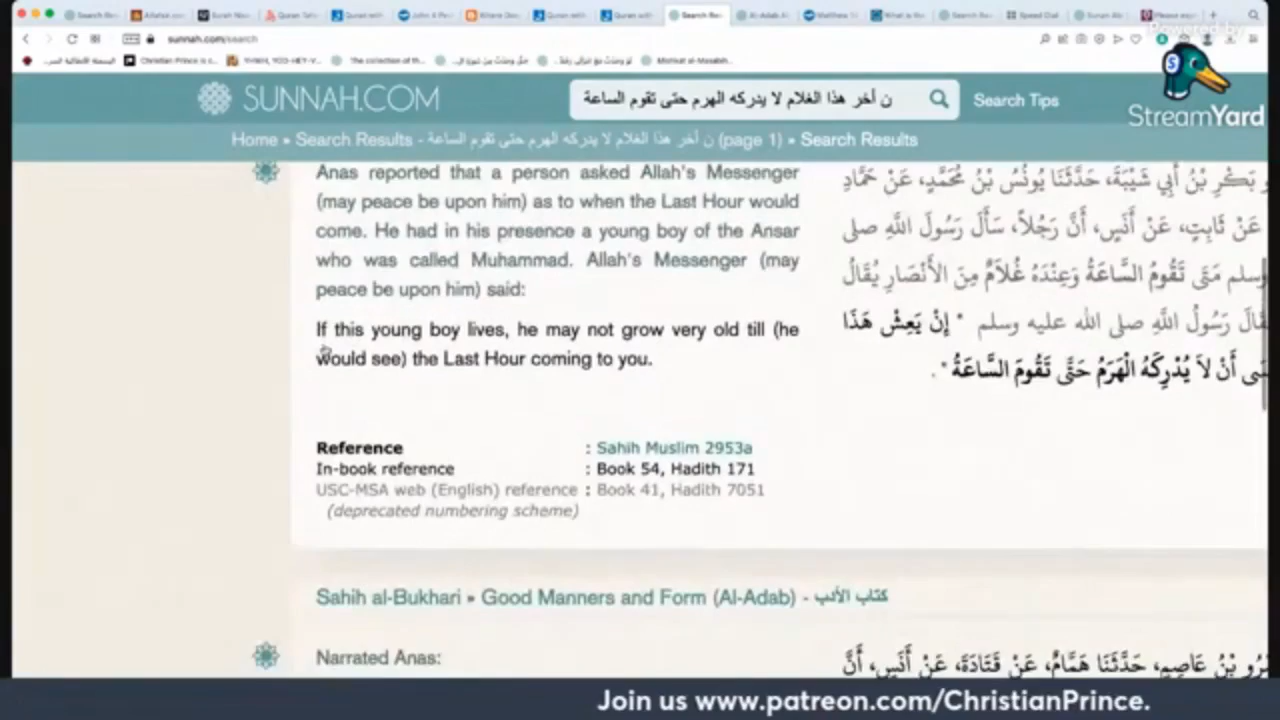 Powered by
StreamYard
sunnah.com/search
SUNNAH.COM
ن أخر هذا الغلام لا يدركه الهرم حتى تقوم الساعة
Search Tips
Home » Search Results - ن أخر هذا الغلام لا يدركه الهرم حتى تقوم الساعة (page 1) » Search Results
Anas reported that a person asked Allah's Messenger
(may peace be upon him) as to when the Last Hour would
come. He had in his presence a young boy of the Ansar
who was called Muhammad. Allah's Messenger (may
peace be upon him) said:
If this young boy lives, he may not grow very old till (he
would see) the Last Hour coming to you.
بَكْرِ بْنُ أَبِي شَيْبَةَ، حَدَّثَنَا يُونُسُ بْنُ مُحَمَّدٍ، عَنْ حَمَّادِ
عَنْ ثَابِتٍ، عَنْ أَنَسٍ، أَنَّ رَجُلاً، سَأَلَ رَسُولَ اللَّهِ صلى
وسلم مَتَى تَقُومُ السَّاعَةُ وَعِنْدَهُ غُلاَمٌ مِنَ الأَنْصَارِ يُقَالُ
قَالَ رَسُولُ اللَّهِ صلى الله عليه وسلم " إِنْ يَعِشْ هَذَا
أَنْ لاَ يُدْرِكَهُ الْهَرَمُ حَتَّى تَقُومَ السَّاعَةُ " .
Reference : Sahih Muslim 2953a
In-book reference : Book 54, Hadith 171
USC-MSA web (English) reference : Book 41, Hadith 7051
(deprecated numbering scheme)
Sahih al-Bukhari » Good Manners and Form (Al-Adab) - كتاب الأدب
Narrated Anas:
بْنُ عَاصِمٍ، حَدَّثَنَا هَمَّامٌ، عَنْ قَتَادَةَ، عَنْ أَنَسٍ، أَنَّ
Join us www.patreon.com/ChristianPrince.